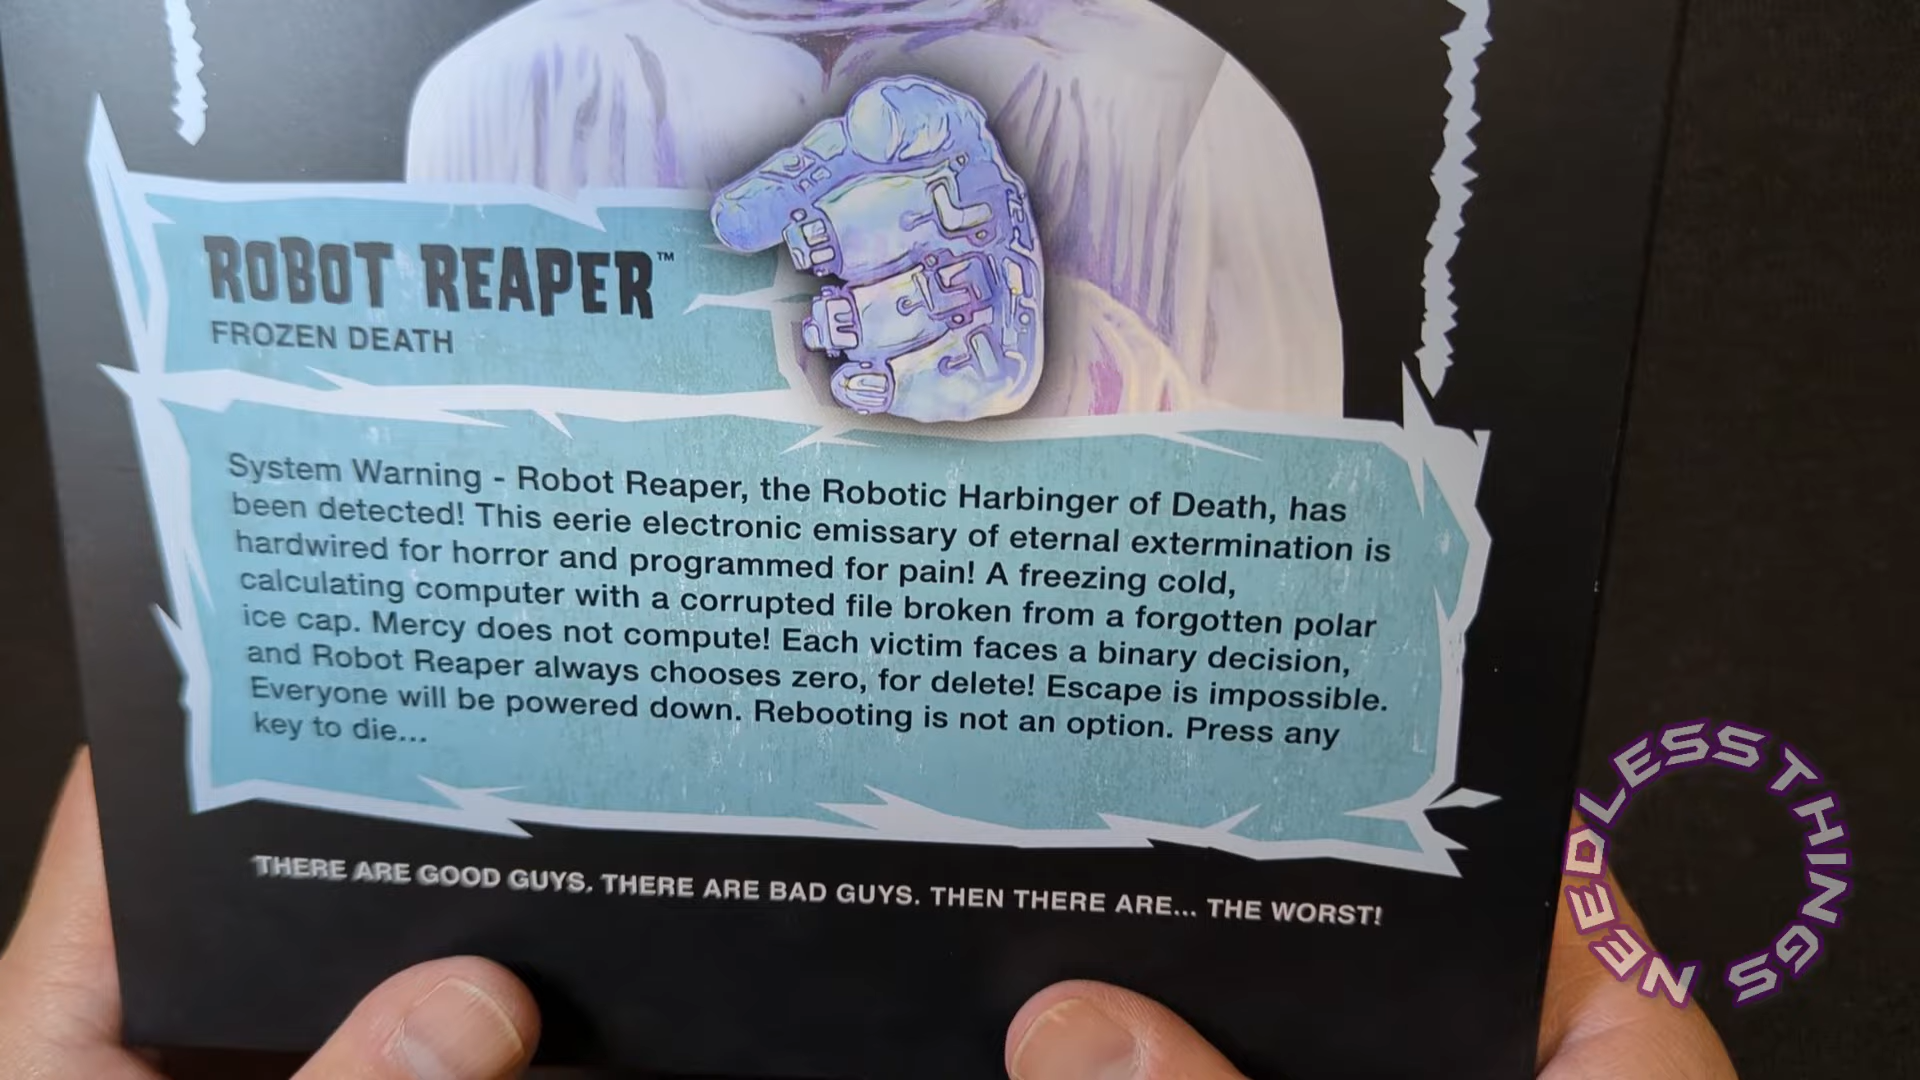 ROBOT REAPER™
FROZEN DEATH
System Warning - Robot Reaper, the Robotic Harbinger of Death, has
been detected! This eerie electronic emissary of eternal extermination is
hardwired for horror and programmed for pain! A freezing cold,
calculating computer with a corrupted file broken from a forgotten polar
ice cap. Mercy does not compute! Each victim faces a binary decision,
and Robot Reaper always chooses zero, for delete! Escape is impossible.
Everyone will be powered down. Rebooting is not an option. Press any
key to die...
THERE ARE GOOD GUYS. THERE ARE BAD GUYS. THEN THERE ARE... THE WORST!
NEEDLESS THINGS